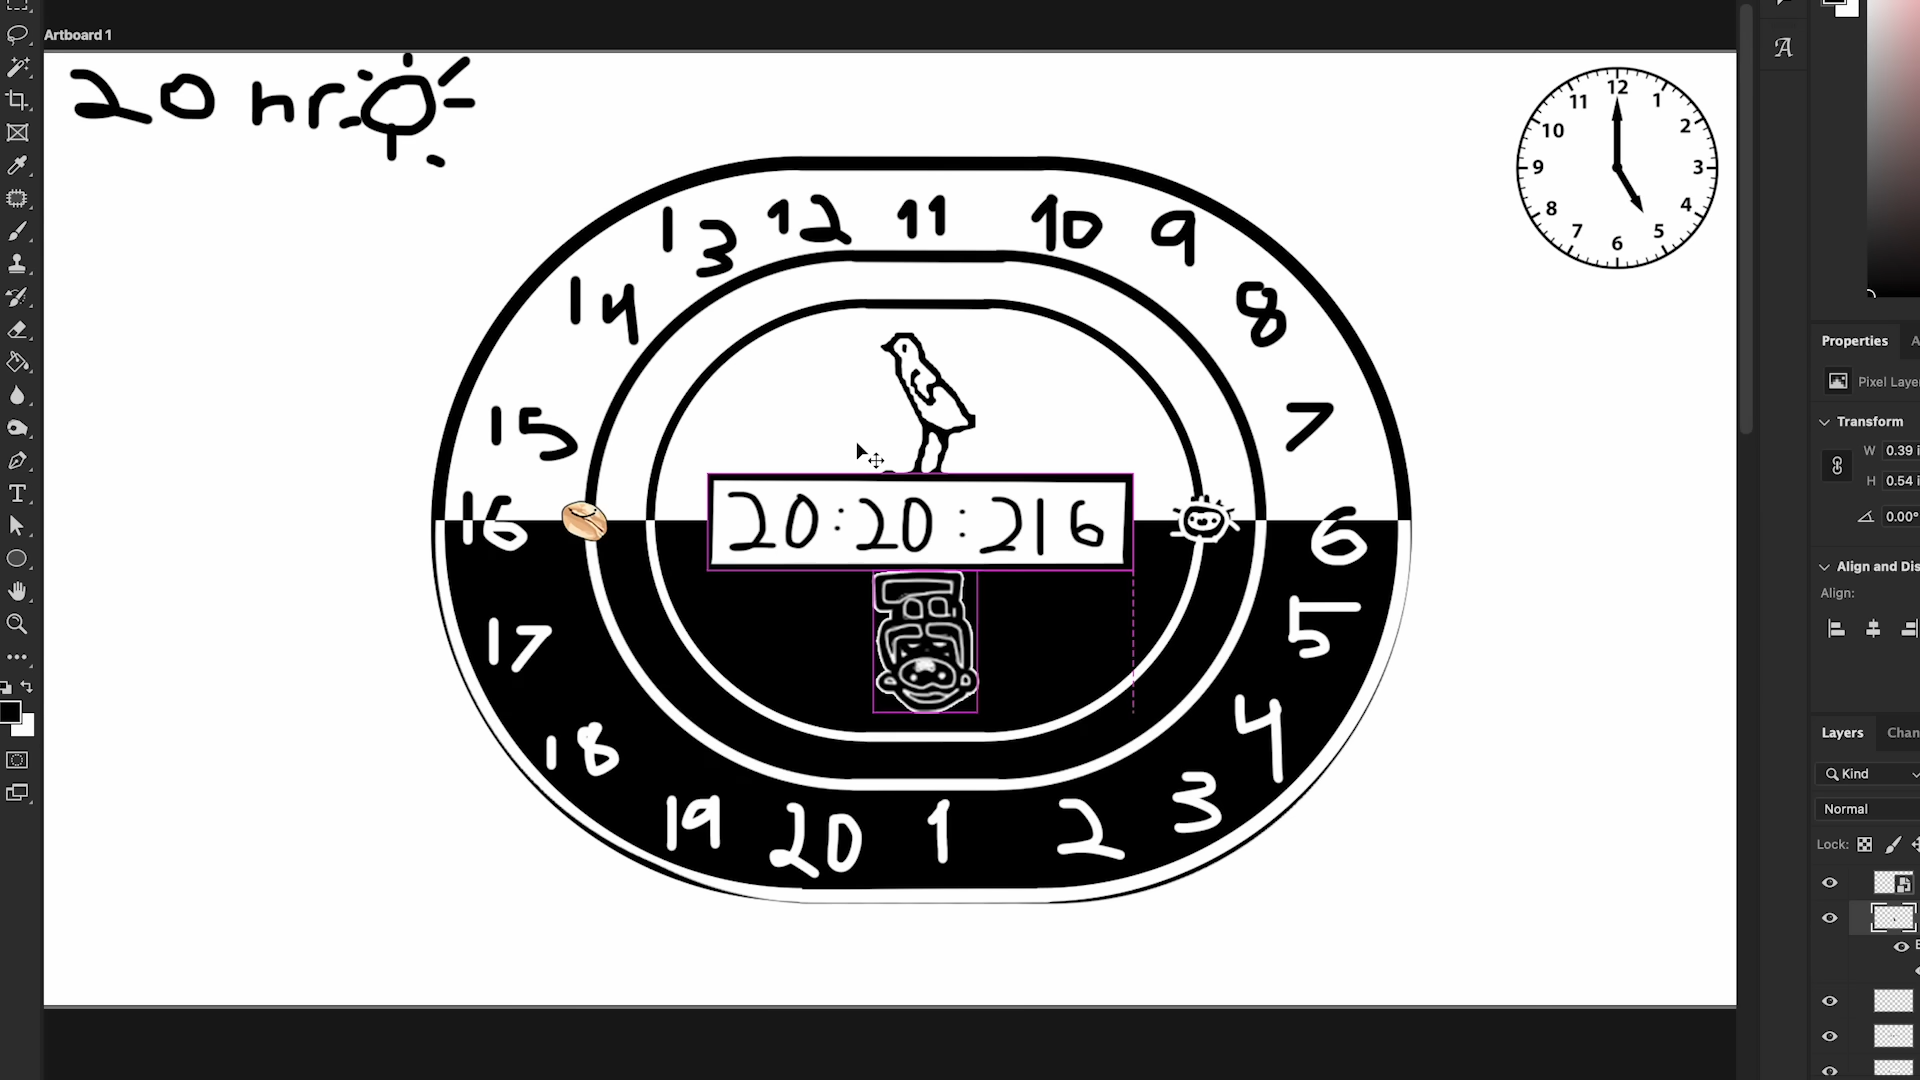 Artboard 1
20 hr
12
11
1
10
2
9
3
8
4
7
5
6
13
12
11
10
9
14
8
15
7
16
20:20:216
6
17
5
18
4
19
20
1
2
3
A
Properties
A
Pixel Laye
Transform
W 0.39 i
H 0.54 i
0.00°
Align and Dis
Align:
Layers
Chan
Kind
Normal
Lock: